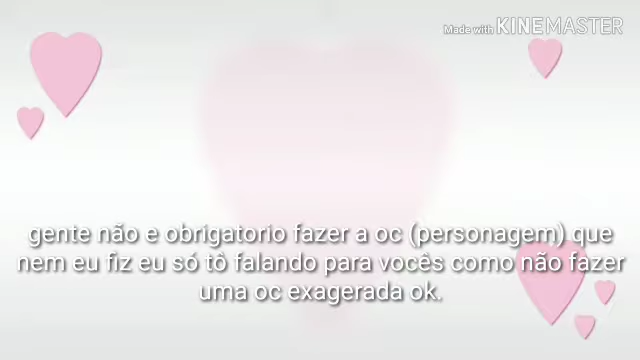 Made with KINEMASTER
gente não e obrigatorio fazer a oc (personagem) que
nem eu fiz eu só tô falando para vocês como não fazer
uma oc exagerada ok.